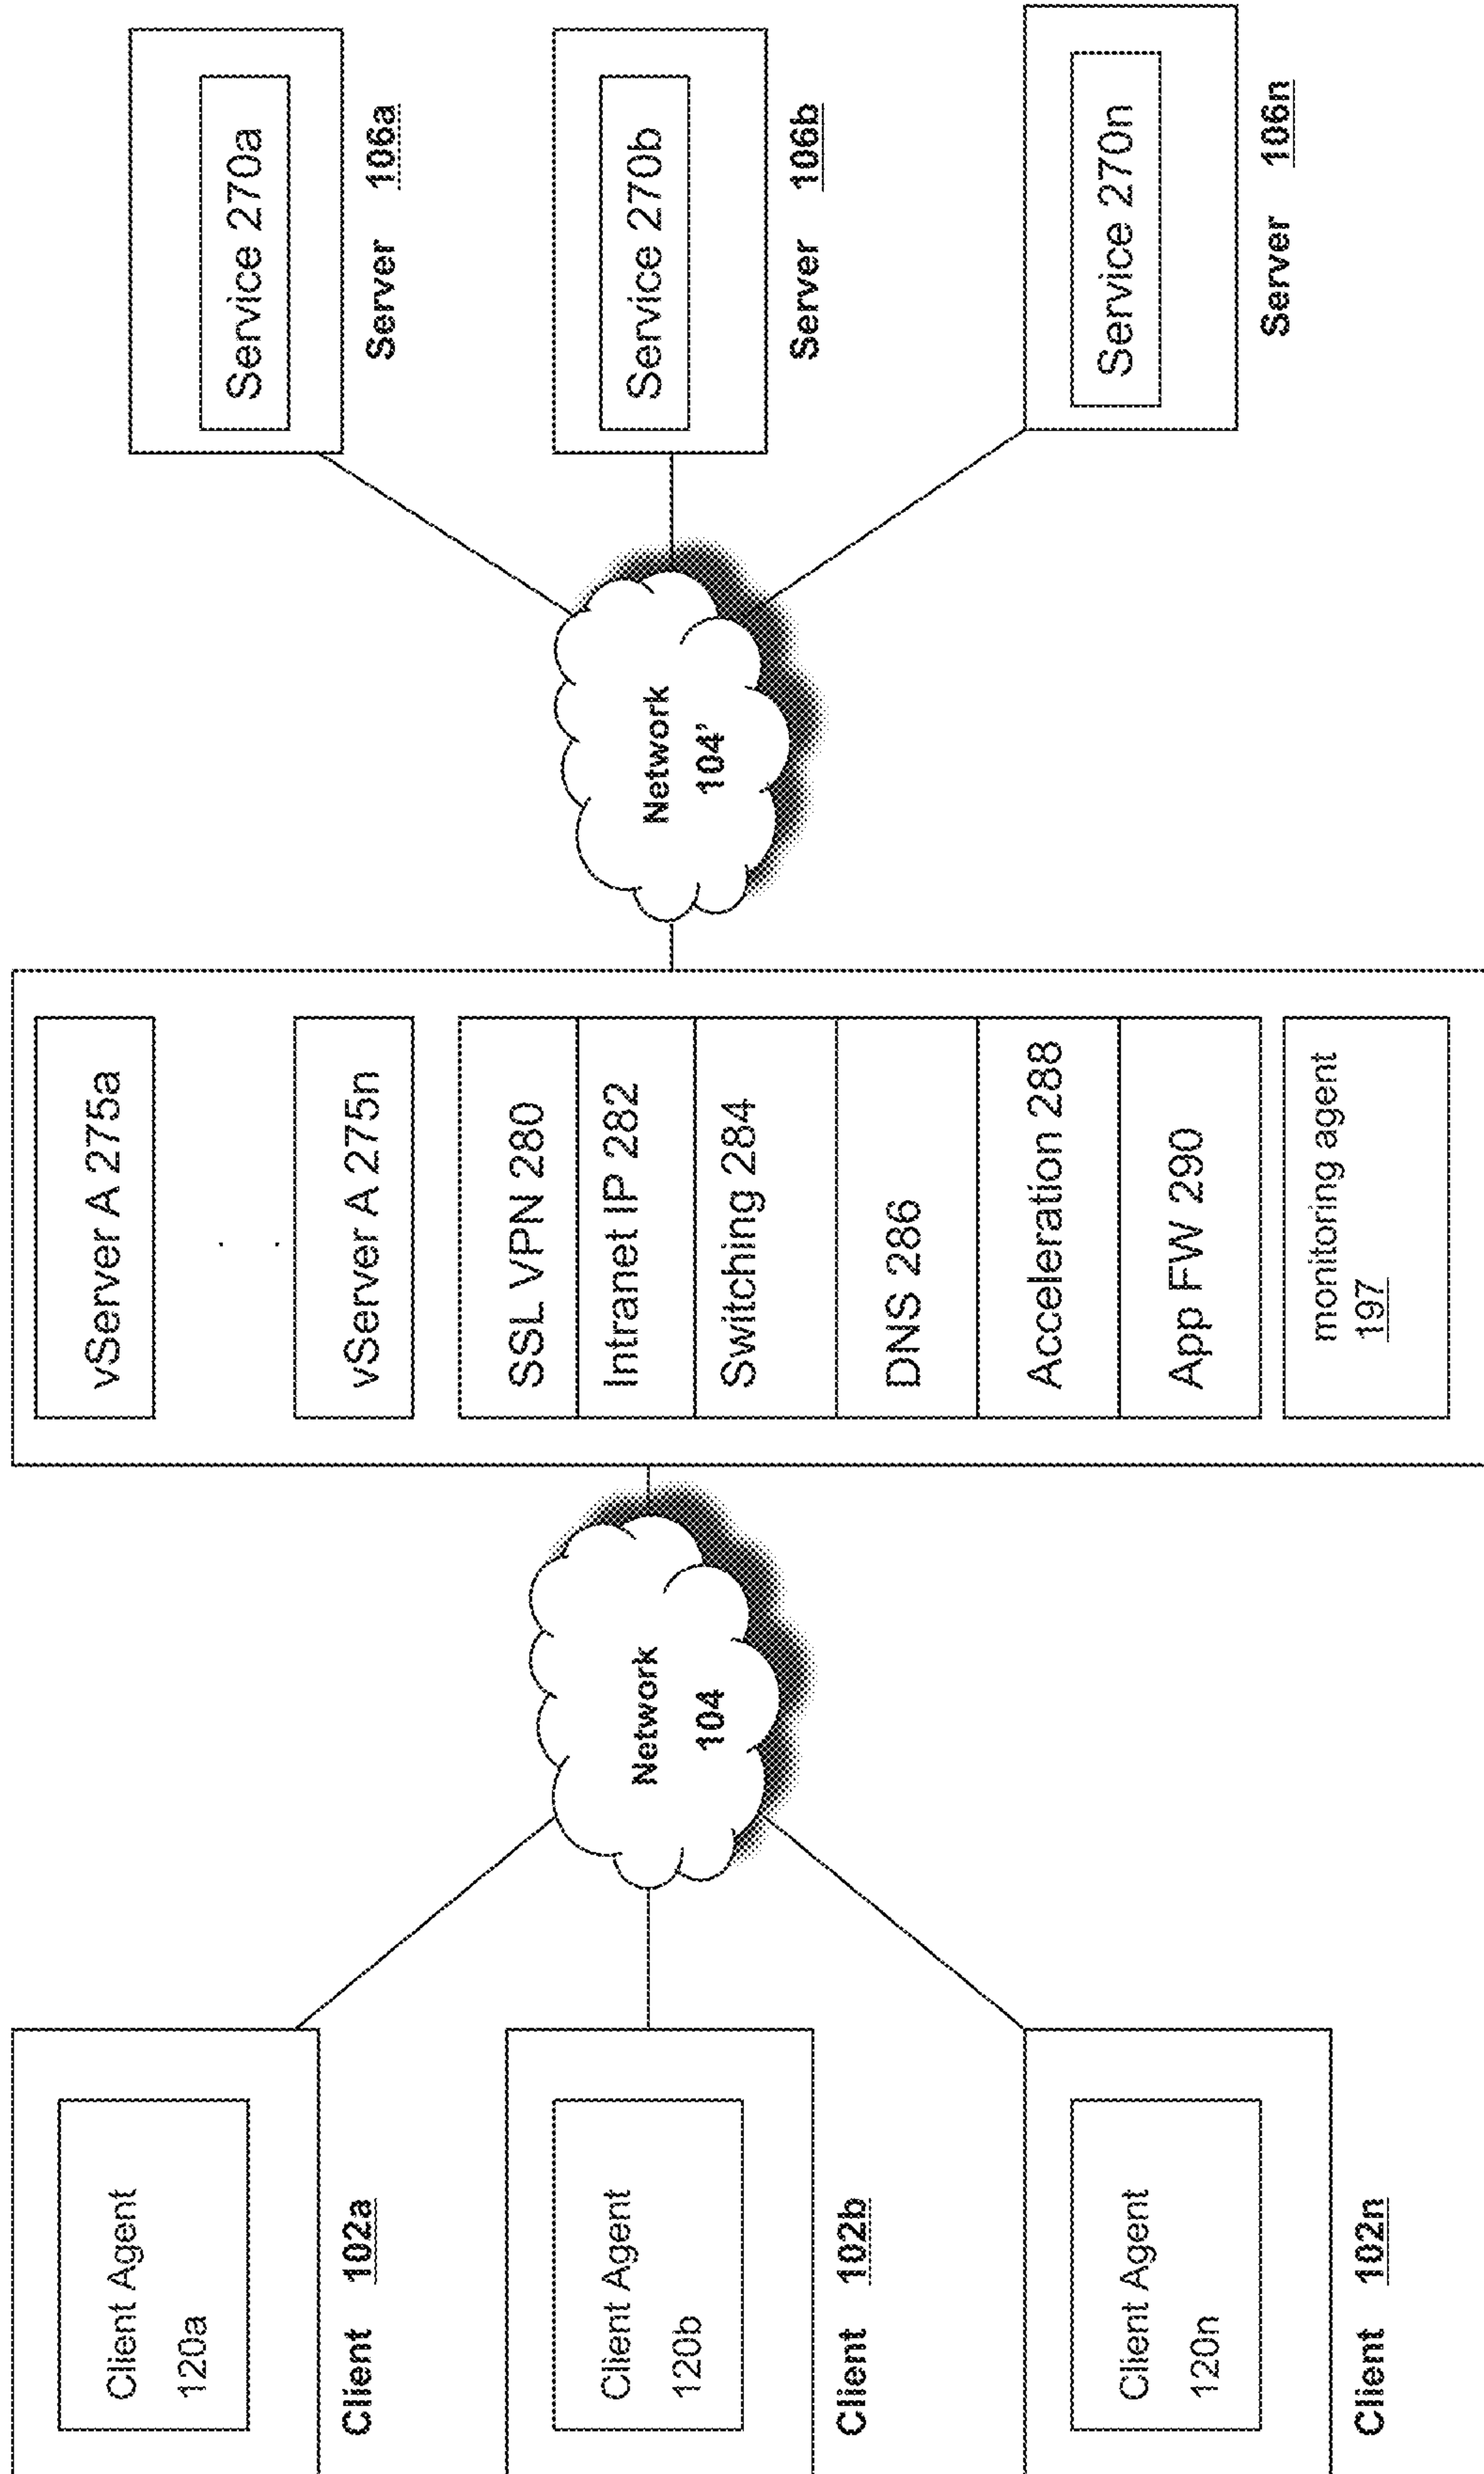 Client Agent
120a
Client 102a
Client Agent
120b
Client 102b
Client Agent
120n
Client 102n
Network
104
vServer A 275a
vServer A 275n
SSL VPN 280
Intranet IP 282
Switching 284
DNS 286
Acceleration 288
App FW 290
monitoring agent
197
Network
104'
Service 270a
Server 106a
Service 270b
Server 106b
Service 270n
Server 106n